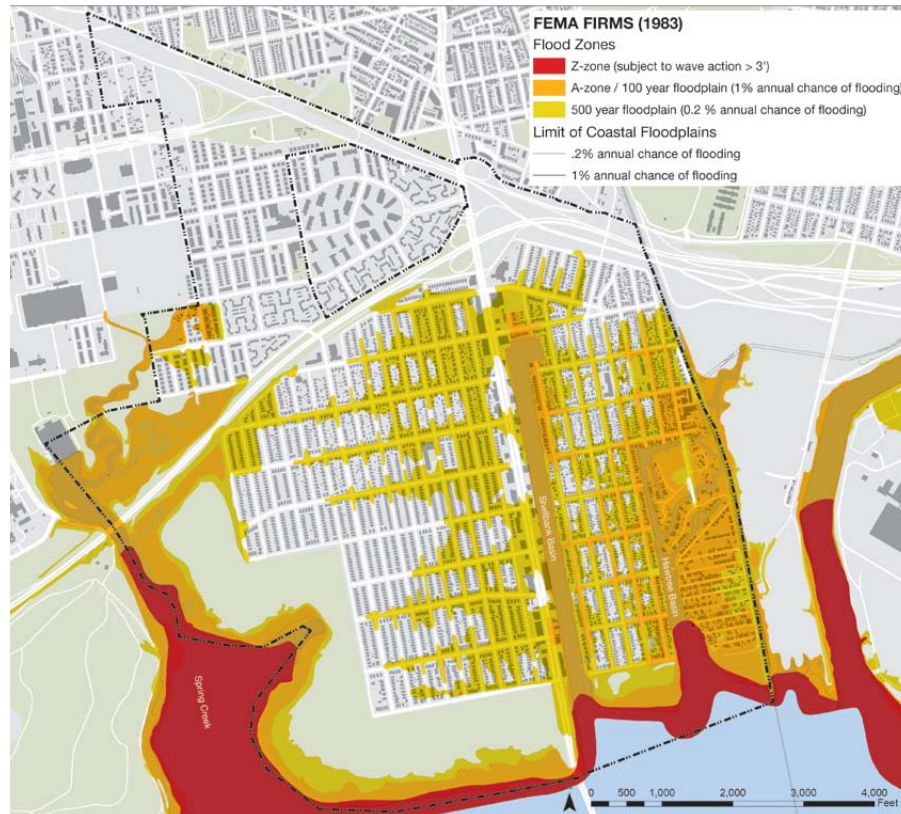 FEMA FIRMS (1983)
Flood Zones
Z-zone (subject to wave action > 3')
A-zone / 100 year floodplain (1% annual chance of flooding)
500 year floodplain (0.2 % annual chance of flooding)
Limit of Coastal Floodplains
.2% annual chance of flooding
1% annual chance of flooding
Shellbank Basin
Hawtree Basin
Spring Creek
0 500 1,000 2,000 3,000 4,000
Feet